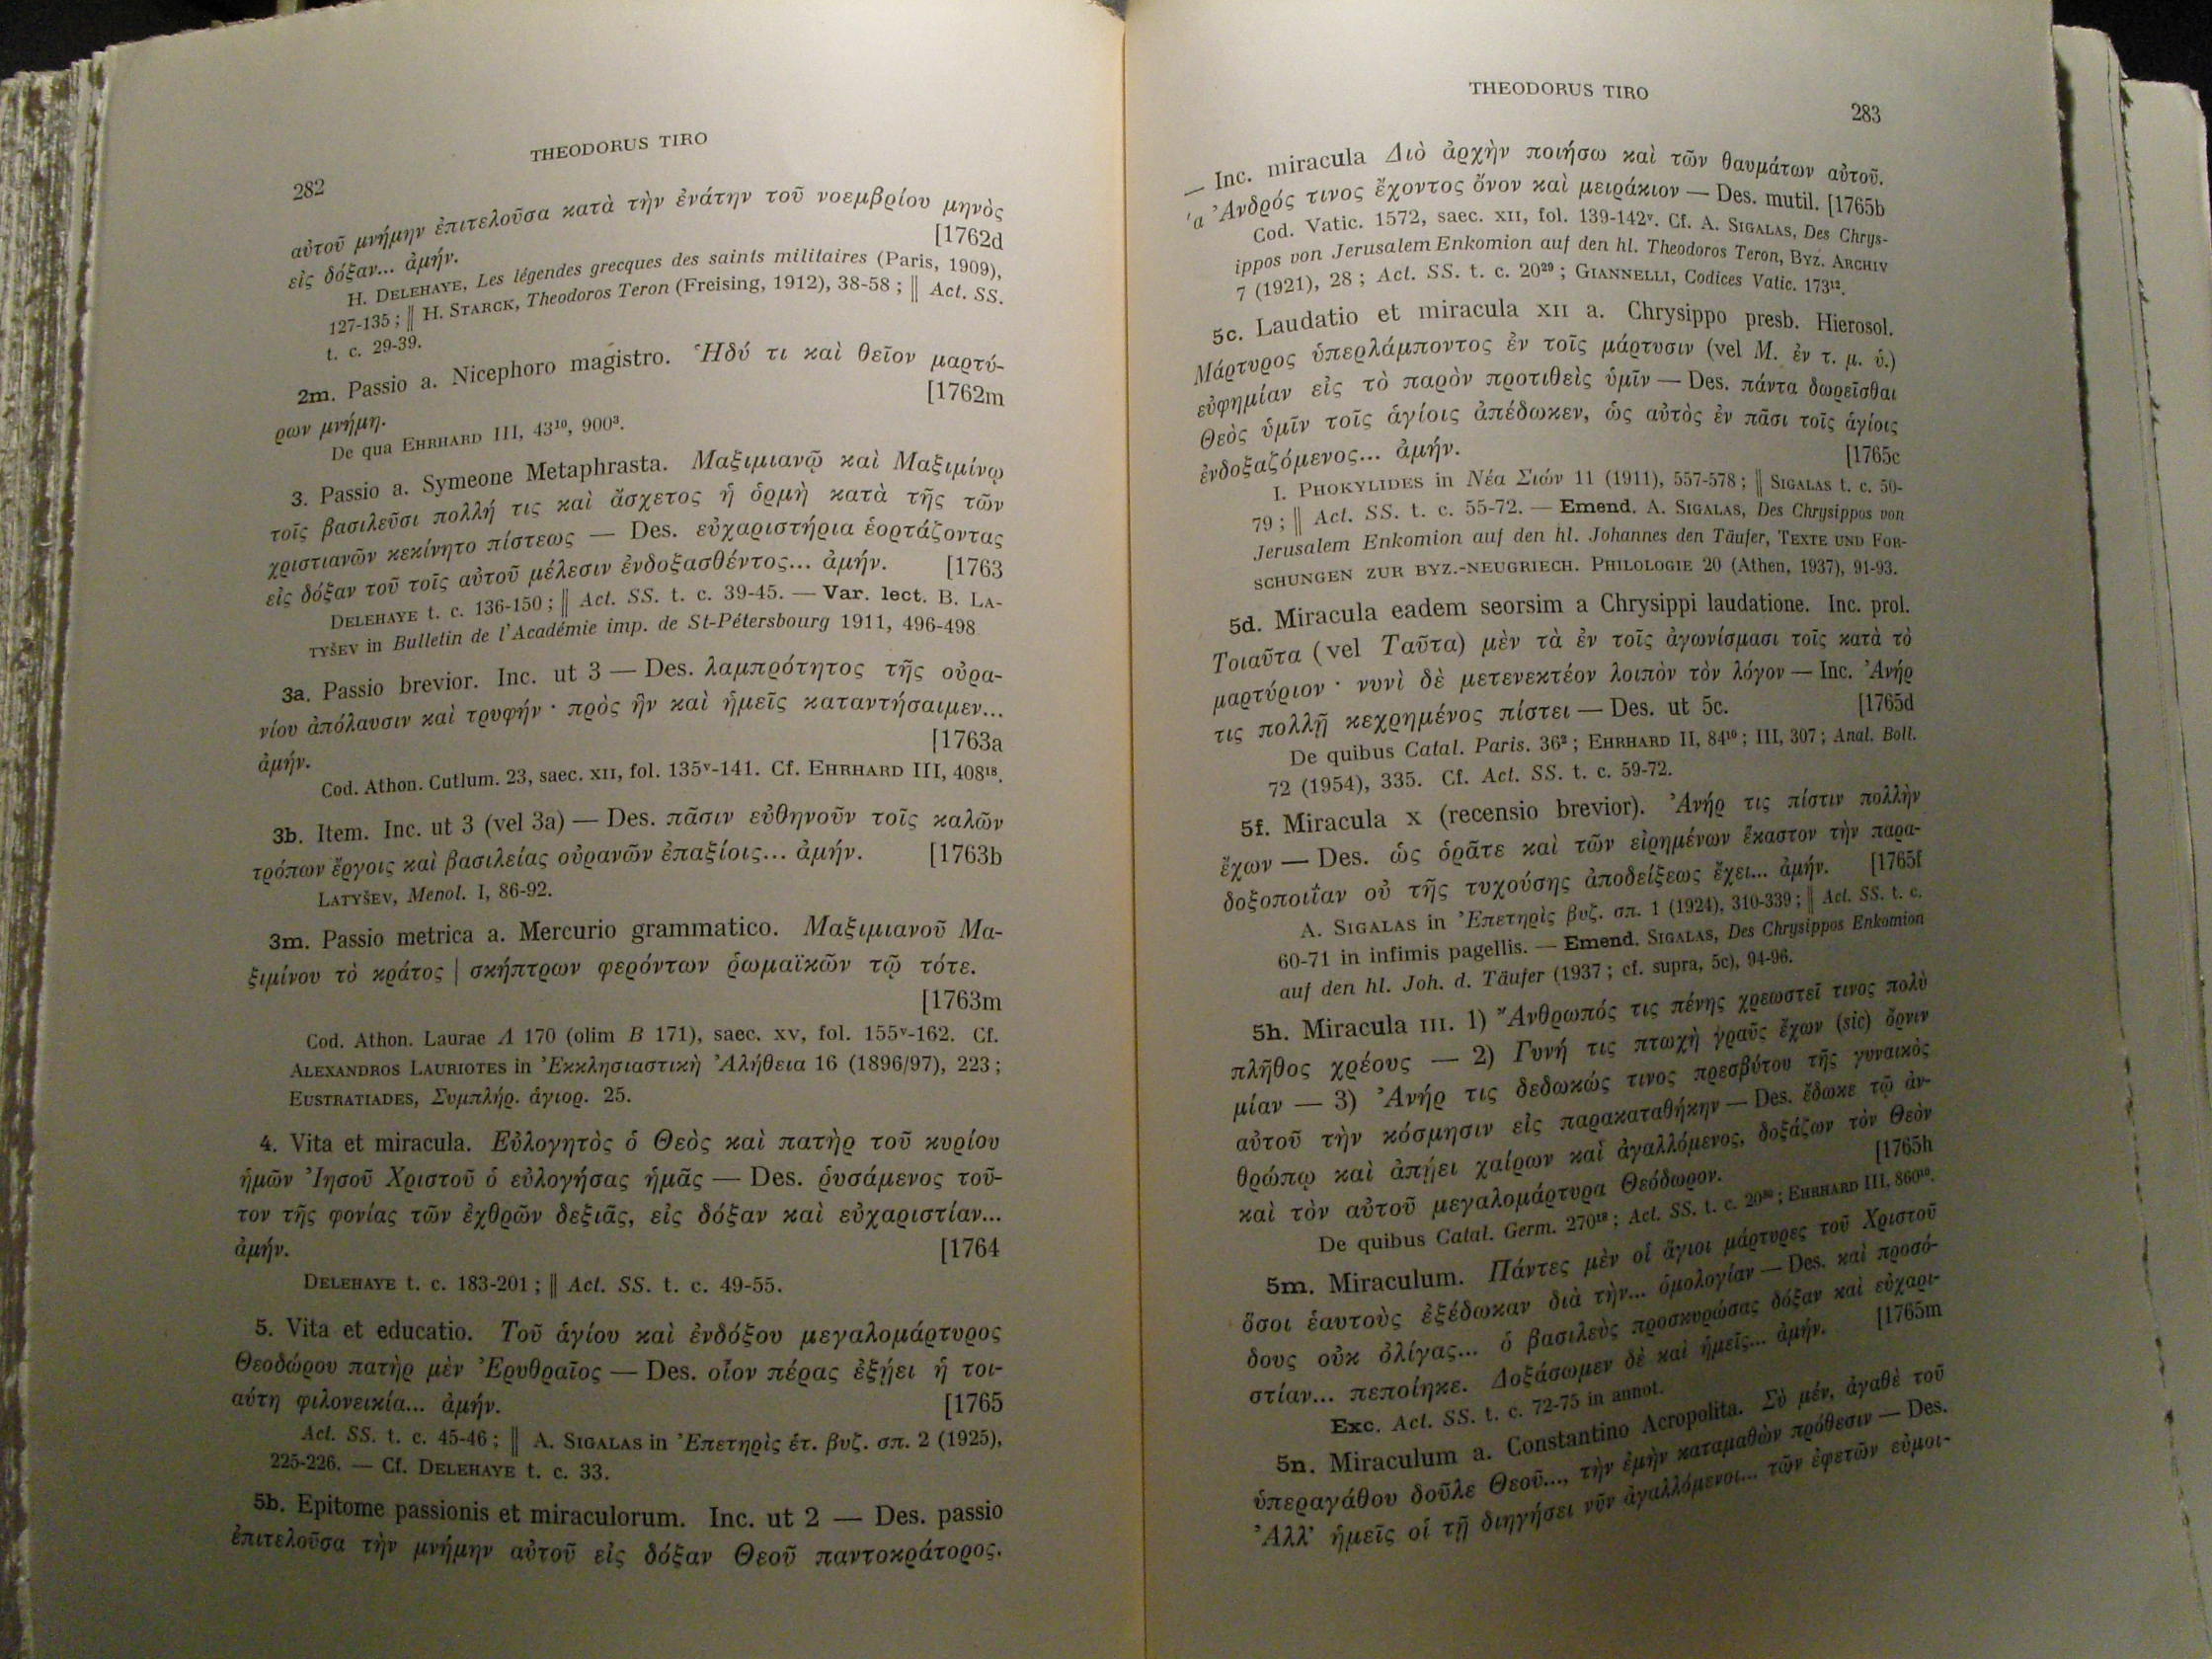 THEODORUS TIRO
282
αὐτοῦ μνήμην ἐπιτελοῦσα κατὰ τὴν ἐνάτην τοῦ νοεμβρίου μηνὸς
εἰς δόξαν... ἀμήν. [1762d
H. DELEHAYE, Les légendes grecques des saints militaires (Paris, 1909),
127-135 ; || H. STARCK, Theodoros Teron (Freising, 1912), 38-58 ; || Act. SS.
t. c. 29-39.
2m. Passio a. Nicephoro magistro. Ἡδύ τι καὶ θεῖον μαρτύ-
ρων μνήμη. [1762m
De qua EHRHARD III, 43¹⁰, 900³.
3. Passio a. Symeone Metaphrasta. Μαξιμιανῷ καὶ Μαξιμίνῳ
τοῖς βασιλεῦσι πολλή τις καὶ ἄσχετος ἡ ὁρμὴ κατὰ τῆς τῶν
χριστιανῶν κεκίνητο πίστεως — Des. εὐχαριστήρια ἑορτάζοντας
εἰς δόξαν τοῦ τοῖς αὐτοῦ μέλεσιν ἐνδοξασθέντος... ἀμήν. [1763
DELEHAYE t. c. 136-150 ; || Act. SS. t. c. 39-45. — Var. lect. B. LA-
TYŠEV in Bulletin de l'Académie imp. de St-Pétersbourg 1911, 496-498
3a. Passio brevior. Inc. ut 3 — Des. λαμπρότητος τῆς οὐρα-
νίου ἀπόλαυσιν καὶ τρυφήν · πρὸς ἣν καὶ ἡμεῖς καταντήσαιμεν...
ἀμήν. [1763a
Cod. Athon. Cutlum. 23, saec. XII, fol. 135ᵛ-141. Cf. EHRHARD III, 408¹⁸.
3b. Item. Inc. ut 3 (vel 3a) — Des. πᾶσιν εὐθηνοῦν τοῖς καλῶν
τρόπων ἔργοις καὶ βασιλείας οὐρανῶν ἐπαξίοις... ἀμήν. [1763b
LATYŠEV, Menol. I, 86-92.
3m. Passio metrica a. Mercurio grammatico. Μαξιμιανοῦ Μα-
ξιμίνου τὸ κράτος | σκήπτρων φερόντων ῥωμαϊκῶν τῷ τότε.
[1763m
Cod. Athon. Laurae Λ 170 (olim B 171), saec. XV, fol. 155ᵛ-162. Cf.
ALEXANDROS LAURIOTES in Ἐκκλησιαστικὴ Ἀλήθεια 16 (1896/97), 223 ;
EUSTRATIADES, Συμπλήρ. ἁγιορ. 25.
4. Vita et miracula. Εὐλογητὸς ὁ Θεὸς καὶ πατὴρ τοῦ κυρίου
ἡμῶν Ἰησοῦ Χριστοῦ ὁ εὐλογήσας ἡμᾶς — Des. ῥυσάμενος τοῦ-
τον τῆς φονίας τῶν ἐχθρῶν δεξιᾶς, εἰς δόξαν καὶ εὐχαριστίαν...
ἀμήν. [1764
DELEHAYE t. c. 183-201 ; || Act. SS. t. c. 49-55.
5. Vita et educatio. Τοῦ ἁγίου καὶ ἐνδόξου μεγαλομάρτυρος
Θεοδώρου πατὴρ μὲν Ἐρυθραῖος — Des. οἷον πέρας ἐξῄει ἡ τοι-
αύτη φιλονεικία... ἀμήν. [1765
Act. SS. t. c. 45-46 ; || A. SIGALAS in Ἐπετηρὶς ἑτ. βυζ. σπ. 2 (1925),
225-226. — Cf. DELEHAYE t. c. 33.
5b. Epitome passionis et miraculorum. Inc. ut 2 — Des. passio
ἐπιτελοῦσα τὴν μνήμην αὐτοῦ εἰς δόξαν Θεοῦ παντοκράτορος.
THEODORUS TIRO
283
— Inc. miracula Διὸ ἀρχὴν ποιήσω καὶ τῶν θαυμάτων αὐτοῦ.
'α Ἀνδρός τινος ἔχοντος ὄνον καὶ μειράκιον — Des. mutil. [1765b
Cod. Vatic. 1572, saec. XII, fol. 139-142ᵛ. Cf. A. SIGALAS, Des Chrys-
ippos von Jerusalem Enkomion auf den hl. Theodoros Teron, BYZ. ARCHIV
7 (1921), 28 ; Act. SS. t. c. 20²⁹ ; GIANNELLI, Codices Vatic. 173¹².
5c. Laudatio et miracula XII a. Chrysippo presb. Hierosol.
Μάρτυρος ὑπερλάμποντος ἐν τοῖς μάρτυσιν (vel Μ. ἐν τ. μ. ὑ.)
εὐφημίαν εἰς τὸ παρὸν προτιθεὶς ὑμῖν — Des. πάντα δωρεῖσθαι
Θεὸς ὑμῖν τοῖς ἁγίοις ἀπέδωκεν, ὡς αὐτὸς ἐν πᾶσι τοῖς ἁγίοις
ἐνδοξαζόμενος... ἀμήν. [1765c
I. PHOKYLIDES in Νέα Σιών 11 (1911), 557-578 ; || SIGALAS t. c. 50-
79 ; || Act. SS. t. c. 55-72. — Emend. A. SIGALAS, Des Chrysippos von
Jerusalem Enkomion auf den hl. Johannes den Täufer, TEXTE UND FOR-
SCHUNGEN ZUR BYZ.-NEUGRIECH. PHILOLOGIE 20 (Athen, 1937), 91-93.
5d. Miracula eadem seorsim a Chrysippi laudatione. Inc. prol.
Τοιαῦτα (vel Ταῦτα) μὲν τὰ ἐν τοῖς ἀγωνίσμασι τοῖς κατὰ τὸ
μαρτύριον · νυνὶ δὲ μετενεκτέον λοιπὸν τὸν λόγον — Inc. Ἀνήρ
τις πολλῇ κεχρημένος πίστει — Des. ut 5c. [1765d
De quibus Catal. Paris. 36² ; EHRHARD II, 84¹⁰ ; III, 307 ; Anal. Boll.
72 (1954), 335. Cf. Act. SS. t. c. 59-72.
5f. Miracula X (recensio brevior). Ἀνήρ τις πίστιν πολλὴν
ἔχων — Des. ὡς ὁρᾶτε καὶ τῶν εἰρημένων ἕκαστον τὴν παρα-
δοξοποιΐαν οὐ τῆς τυχούσης ἀποδείξεως ἔχει... ἀμήν. [1765f
A. SIGALAS in Ἐπετηρὶς βυζ. σπ. 1 (1924), 310-339 ; || Act. SS. t. c.
60-71 in infimis pagellis. — Emend. SIGALAS, Des Chrysippos Enkomion
auf den hl. Joh. d. Täufer (1937 ; cf. supra, 5c), 94-96.
5h. Miracula III. 1) Ἄνθρωπός τις πένης χρεωστεῖ τινος πολὺ
πλῆθος χρέους — 2) Γυνή τις πτωχὴ γραῦς ἔχων (sic) ὄρνιν
μίαν — 3) Ἀνήρ τις δεδωκώς τινος πρεσβύτου τῆς γυναικὸς
αὐτοῦ τὴν κόσμησιν εἰς παρακαταθήκην — Des. ἔδωκε τῷ ἀν-
θρώπῳ καὶ ἀπῄει χαίρων καὶ ἀγαλλόμενος, δοξάζων τὸν Θεὸν
καὶ τὸν αὐτοῦ μεγαλομάρτυρα Θεόδωρον. [1765h
De quibus Catal. Germ. 270¹⁸ ; Act. SS. t. c. ; EHRHARD III,
5m. Miraculum. Πάντες μὲν οἱ ἅγιοι μάρτυρες τοῦ Χριστοῦ
ὅσοι ἑαυτοὺς ἐξέδωκαν διὰ τὴν... ὁμολογίαν — Des. καὶ προσό-
δους οὐκ ὀλίγας... ὁ βασιλεὺς προσκυρώσας δόξαν καὶ εὐχαρι-
στίαν... πεποίηκε. Δοξάσωμεν δὲ καὶ ἡμεῖς... ἀμήν. [1765m
Exc. Act. SS. t. c. 72-75 in annot.
5n. Miraculum a. Constantino Acropolita. Σὺ μέν, ἀγαθὲ τοῦ
ὑπεραγάθου δοῦλε Θεοῦ..., τὴν ἐμὴν καταμαθὼν πρόθεσιν — Des.
Ἀλλ' ἡμεῖς οἱ τῇ διηγήσει νῦν ἀγαλλόμενοι... τῶν ἐφετῶν εὐμοι-